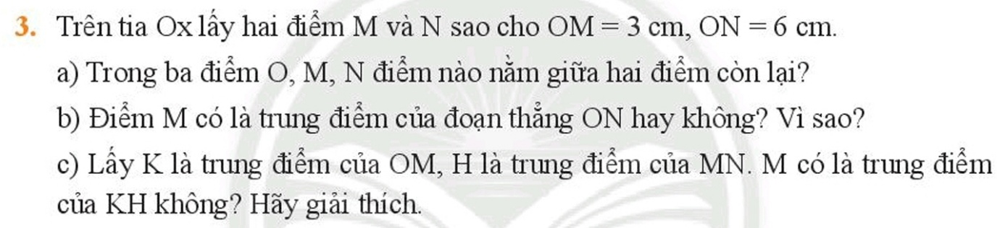 3. Trên tia Ox lấy hai điểm M và N sao cho OM = 3 cm, ON = 6 cm.
a) Trong ba điểm O, M, N điểm nào nằm giữa hai điểm còn lại?
b) Điểm M có là trung điểm của đoạn thẳng ON hay không? Vì sao?
c) Lấy K là trung điểm của OM, H là trung điểm của MN. M có là trung điểm
của KH không? Hãy giải thích.